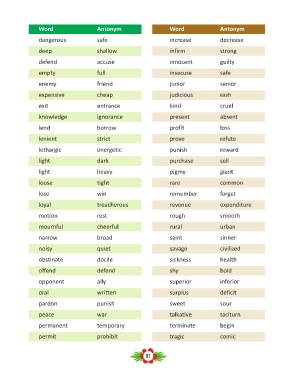 Word Antonym
dangerous safe
deep shallow
defend accuse
empty full
enemy friend
expensive cheap
exit entrance
knowledge ignorance
lend borrow
lenient strict
lethargic energetic
light dark
light heavy
loose tight
lose win
loyal treacherous
motion rest
mournful cheerful
narrow broad
noisy quiet
obstinate docile
offend defend
opponent ally
oral written
pardon punish
peace war
permanent temporary
permit prohibit
Word Antonym
increase decrease
infirm strong
innocent guilty
insecure safe
junior senior
judicious rash
kind cruel
present absent
profit loss
prove refute
punish reward
purchase sell
pigmy giant
rare common
remember forget
revenue expenditure
rough smooth
rural urban
saint sinner
savage civilized
sickness health
shy bold
superior inferior
surplus deficit
sweet sour
talkative taciturn
terminate begin
tragic comic
81